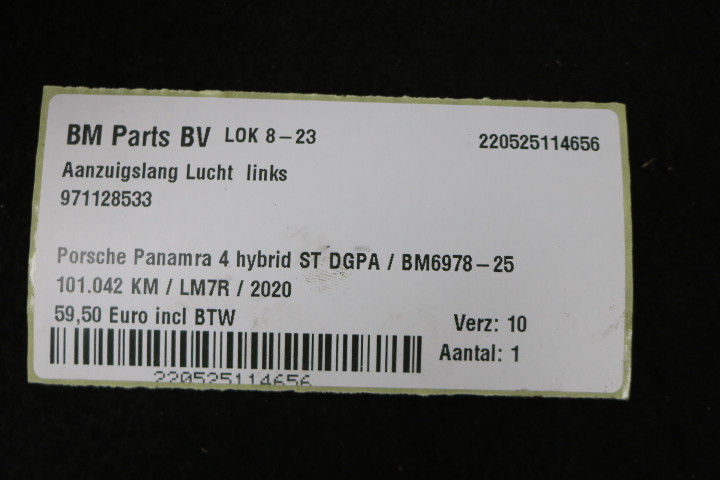 BM Parts BV LOK 8-23 220525114656
Aanzuigslang Lucht links
971128533
Porsche Panamra 4 hybrid ST DGPA / BM6978-25
101.042 KM / LM7R / 2020
59,50 Euro incl BTW
Verz: 10
Aantal: 1
220525114656